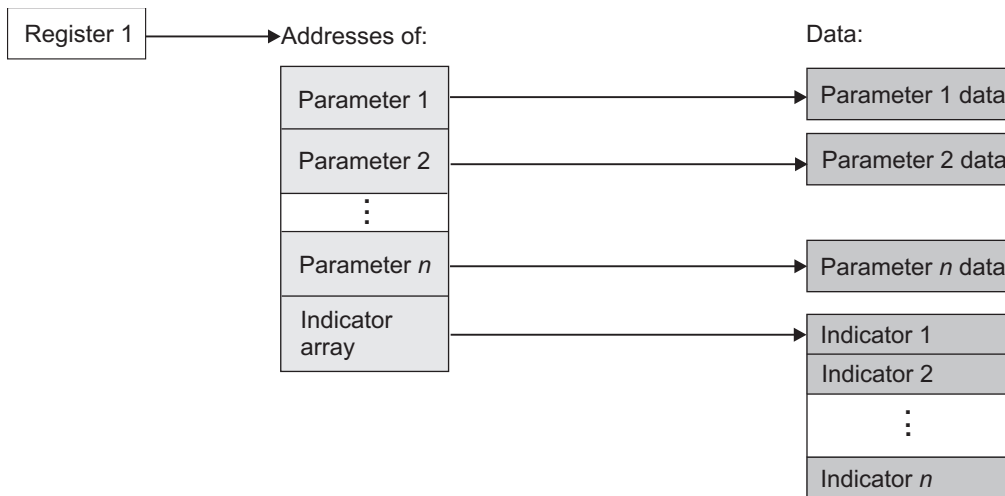 Register 1
Addresses of:
Data:
Parameter 1
Parameter 1 data
Parameter 2
Parameter 2 data
⋮
Parameter n
Parameter n data
Indicator
array
Indicator 1
Indicator 2
⋮
Indicator n